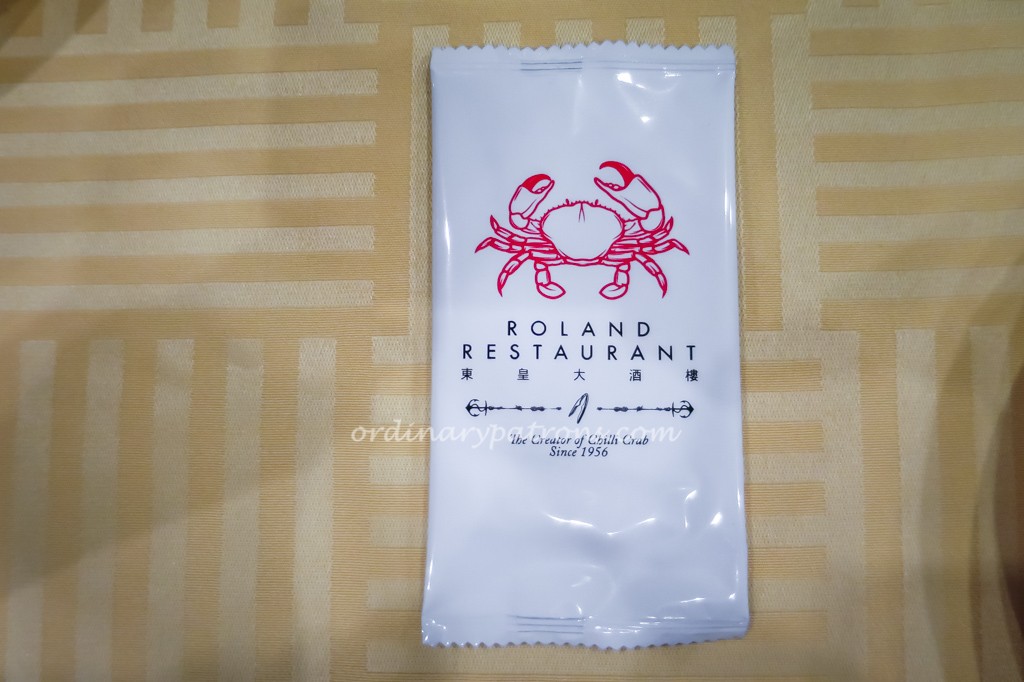 ROLAND
RESTAURANT
東皇大酒樓
ordinarypatrons.com
The Creator of Chilli Crab
Since 1956